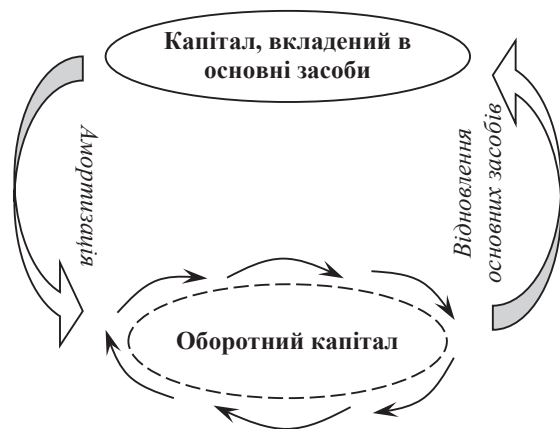 Капітал, вкладений в
основні засоби
Амортизація
Відновлення
основних засобів
Оборотний капітал